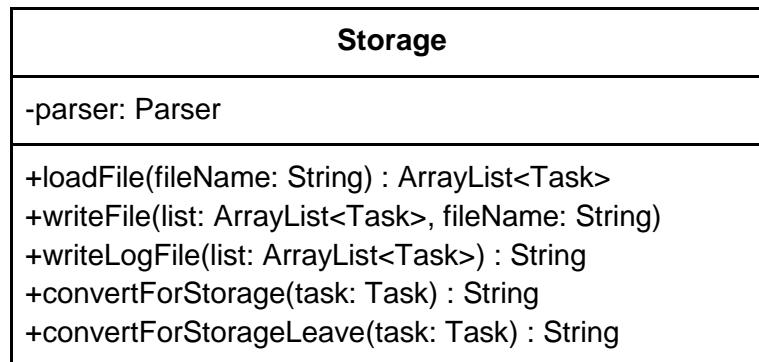 Storage
-parser: Parser
+loadFile(fileName: String) : ArrayList<Task>
+writeFile(list: ArrayList<Task>, fileName: String)
+writeLogFile(list: ArrayList<Task>) : String
+convertForStorage(task: Task) : String
+convertForStorageLeave(task: Task) : String